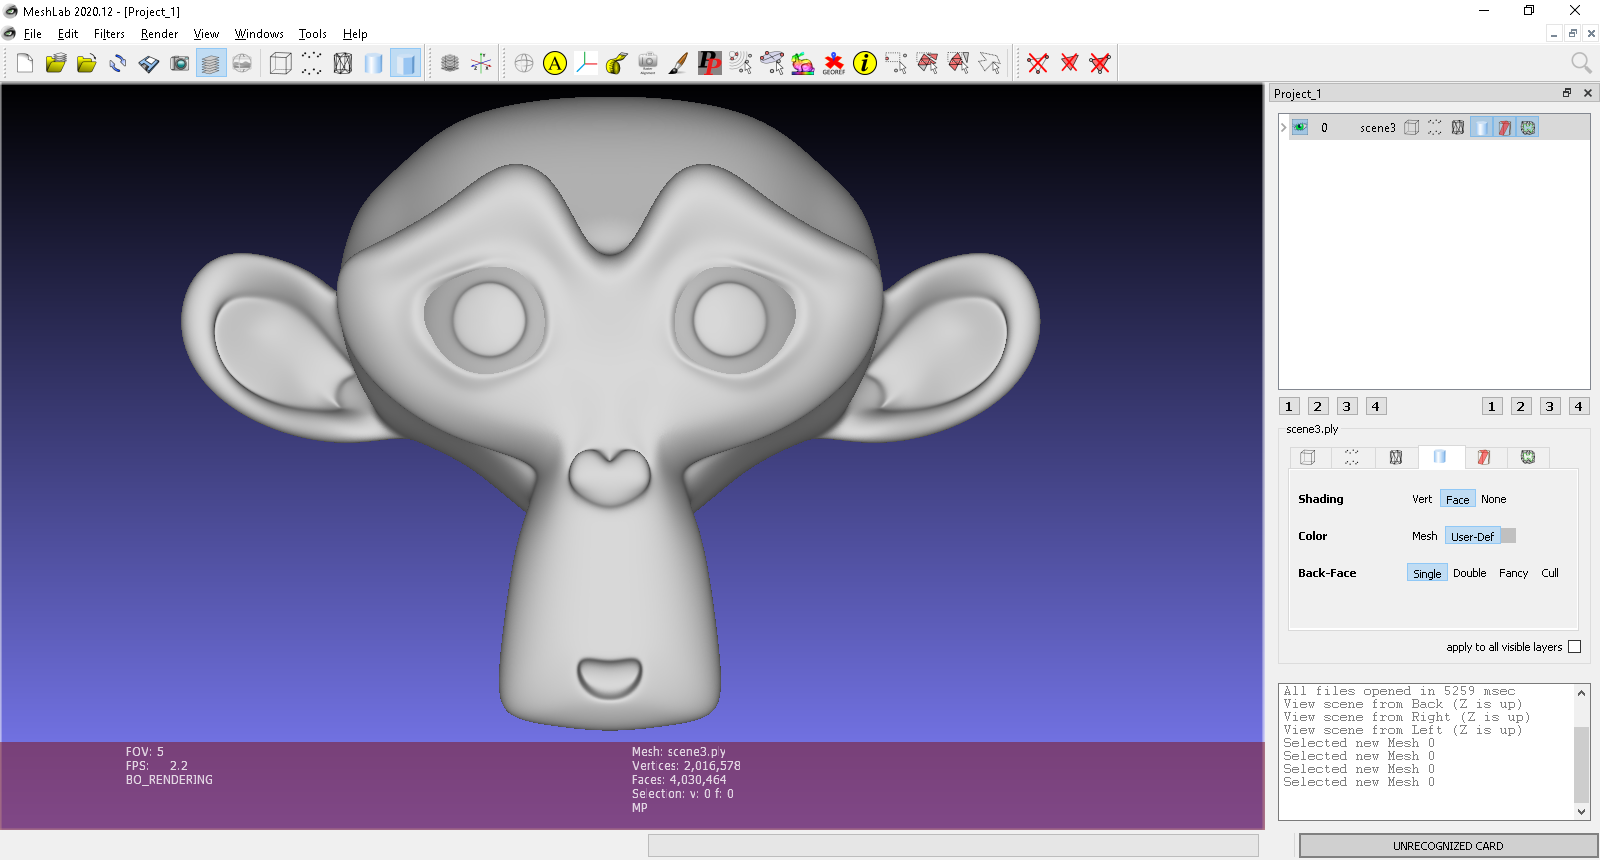 MeshLab 2020.12 - [Project_1]
File Edit Filters Render View Windows Tools Help
A PP GEOREF i
Project_1
0 scene3
1 2 3 4 1 2 3 4
scene3.ply
Shading Vert Face None
Color Mesh User-Def
Back-Face Single Double Fancy Cull
apply to all visible layers
All files opened in 5259 msec
View scene from Back (Z is up)
View scene from Right (Z is up)
View scene from Left (Z is up)
Selected new Mesh 0
Selected new Mesh 0
Selected new Mesh 0
Selected new Mesh 0
FOV: 5
FPS: 2.2
BO_RENDERING
Mesh: scene3.ply
Vertices: 2,016,578
Faces: 4,030,464
Selection: v: 0 f: 0
MP
UNRECOGNIZED CARD